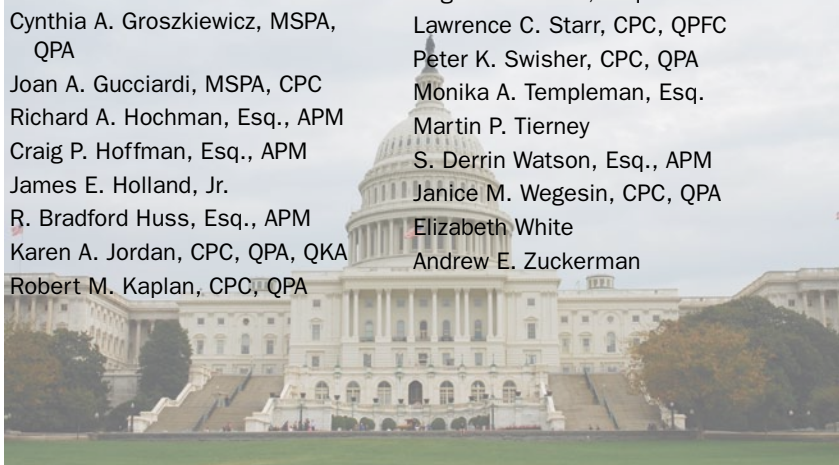 Cynthia A. Groszkiewicz, MSPA,
QPA
Joan A. Gucciardi, MSPA, CPC
Richard A. Hochman, Esq., APM
Craig P. Hoffman, Esq., APM
James E. Holland, Jr.
R. Bradford Huss, Esq., APM
Karen A. Jordan, CPC, QPA, QKA
Robert M. Kaplan, CPC, QPA
Lawrence C. Starr, CPC, QPFC
Peter K. Swisher, CPC, QPA
Monika A. Templeman, Esq.
Martin P. Tierney
S. Derrin Watson, Esq., APM
Janice M. Wegesin, CPC, QPA
Elizabeth White
Andrew E. Zuckerman